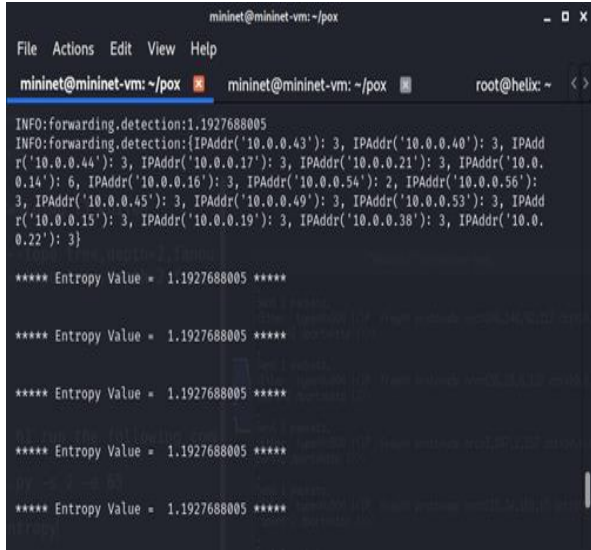 mininet@mininet-vm:~/pox
File Actions Edit View Help
mininet@mininet-vm: ~/pox mininet@mininet-vm: ~/pox root@helix: ~
INFO:forwarding.detection:1.1927688005
INFO:forwarding.detection:{IPAddr('10.0.0.43'): 3, IPAddr('10.0.0.40'): 3, IPAdd
r('10.0.0.44'): 3, IPAddr('10.0.0.17'): 3, IPAddr('10.0.0.21'): 3, IPAddr('10.0.
0.14'): 6, IPAddr('10.0.0.16'): 3, IPAddr('10.0.0.54'): 2, IPAddr('10.0.0.56'):
3, IPAddr('10.0.0.45'): 3, IPAddr('10.0.0.49'): 3, IPAddr('10.0.0.53'): 3, IPAdd
r('10.0.0.15'): 3, IPAddr('10.0.0.19'): 3, IPAddr('10.0.0.38'): 3, IPAddr('10.0.
0.22'): 3}
***** Entropy Value = 1.1927688005 *****
***** Entropy Value = 1.1927688005 *****
***** Entropy Value = 1.1927688005 *****
***** Entropy Value = 1.1927688005 *****
***** Entropy Value = 1.1927688005 *****